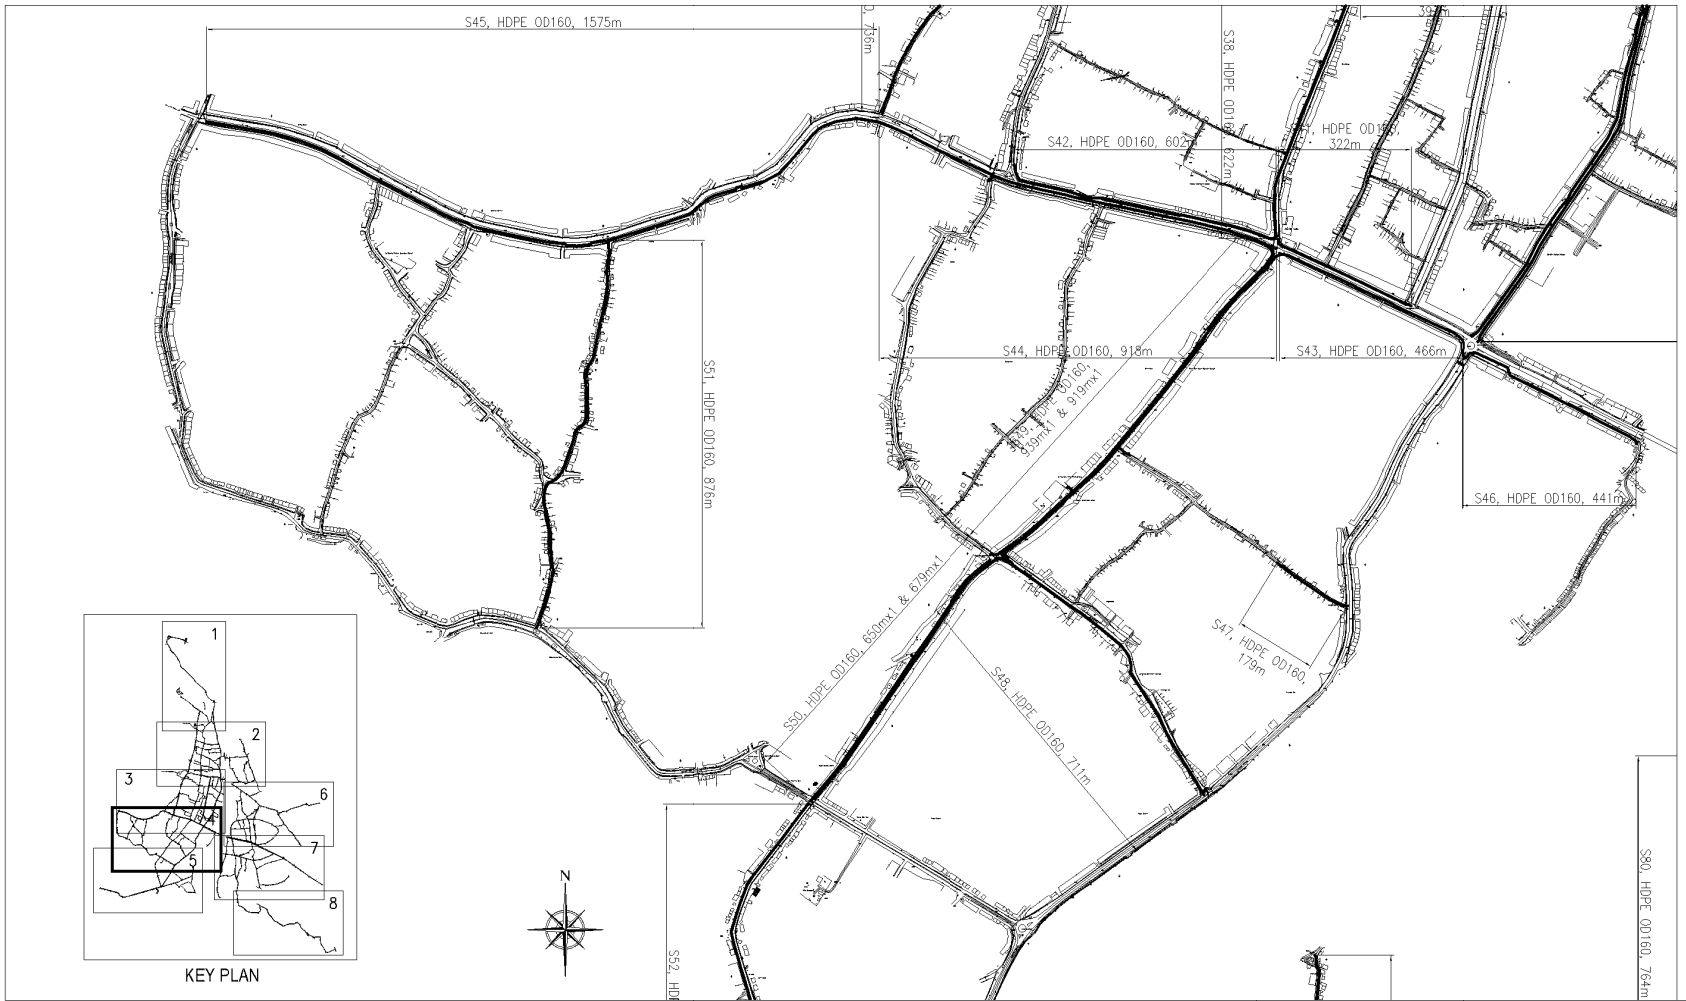 S45, HDPE OD160, 1575m
736m
S38, HDPE OD160, 622m
S42, HDPE OD160, 602m
HDPE OD160,
322m
S44, HDPE OD160, 918m
S43, HDPE OD160, 466m
HDPE OD160,
939mx1 & 919mx1
S51, HDPE OD160, 876m
S46, HDPE OD160, 441m
S50, HDPE OD160, 650mx1 & 679mx1
S47, HDPE OD160,
179m
S48, HDPE OD160, 711m
S52, HDP
S80, HDPE OD160, 764m
1
2
3
6
7
5
8
KEY PLAN
N